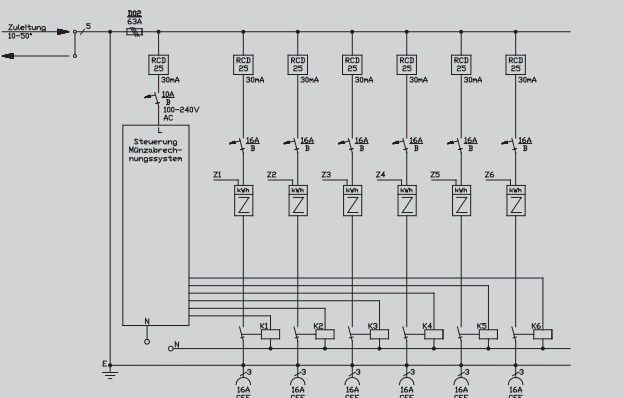 Zuleitung
10-50°
5
D02
63A
RCD
25
30mA
RCD
25
30mA
RCD
25
30mA
RCD
25
30mA
RCD
25
30mA
RCD
25
30mA
RCD
25
30mA
10A
B
100-240V
AC
L
Steuerung
Münzabrech-
nungssystem
16A
B
16A
B
16A
B
16A
B
16A
B
16A
B
Z1
Z2
Z3
Z4
Z5
Z6
kWh
Z
kWh
Z
kWh
Z
kWh
Z
kWh
Z
kWh
Z
N
K1
K2
K3
K4
K5
K6
N
E
3
3
3
3
3
3
16A
CEE
16A
CEE
16A
CEE
16A
CEE
16A
CEE
16A
CEE